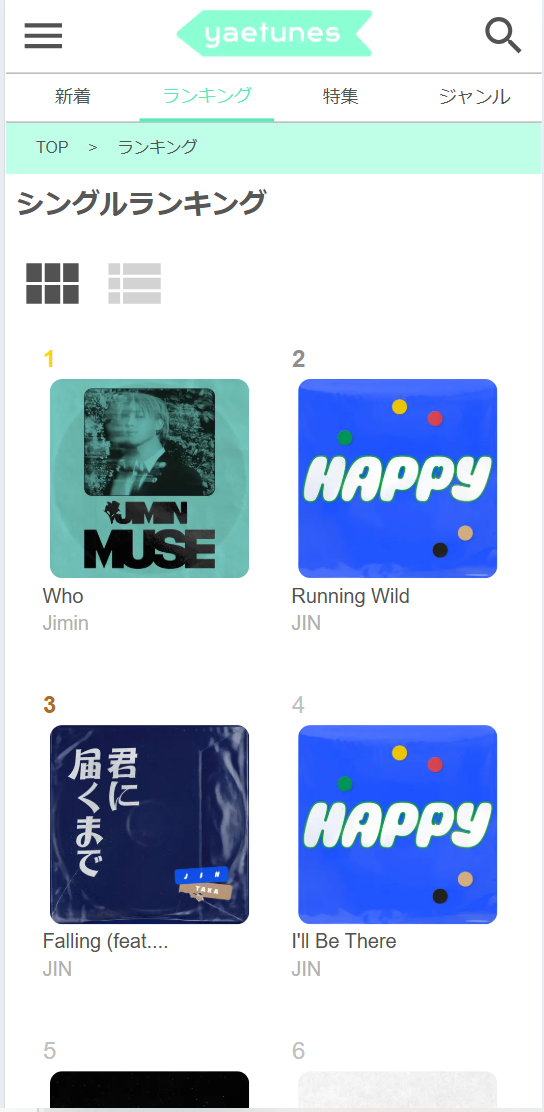 yaetunes
新着 ランキング 特集 ジャンル
TOP > ランキング
シングルランキング
1
JIMIN
MUSE
Who
Jimin
2
HAPPY
Running Wild
JIN
3
君に
届くまで
JIN
TAKA
Falling (feat....
JIN
4
HAPPY
I'll Be There
JIN
5
6